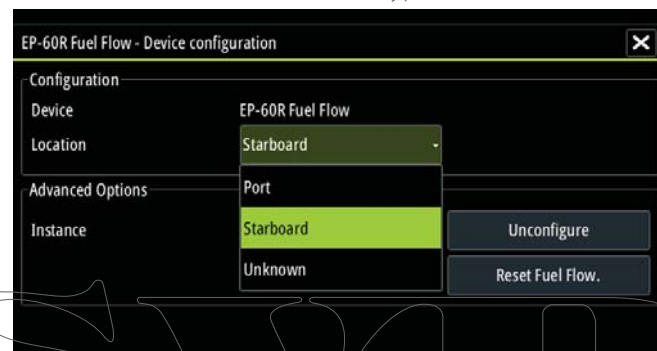 EP-60R Fuel Flow - Device configuration
Configuration
Device EP-60R Fuel Flow
Location Starboard
Port
Advanced Options
Instance Starboard Unconfigure
Unknown Reset Fuel Flow.